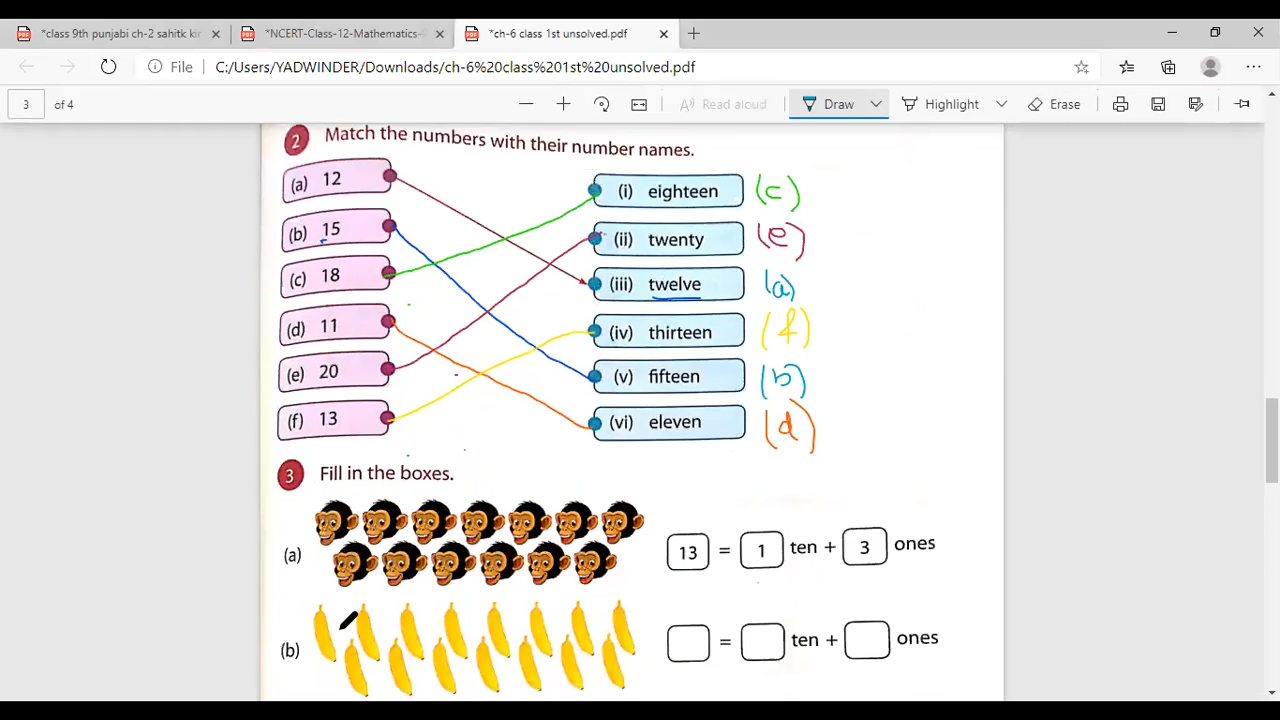 *class 9th punjabi ch-2 sahitk kir
*NCERT-Class-12-Mathematics-
*ch-6 class 1st unsolved.pdf
File C:/Users/YADWINDER/Downloads/ch-6%20class%201st%20unsolved.pdf
3 of 4 Read aloud Draw Highlight Erase
2 Match the numbers with their number names.
(a) 12 (i) eighteen (c)
(b) 15 (ii) twenty (e)
(c) 18 (iii) twelve (a)
(d) 11 (iv) thirteen (f)
(e) 20 (v) fifteen (b)
(f) 13 (vi) eleven (d)
3 Fill in the boxes.
(a) 13 = 1 ten + 3 ones
(b) = ten + ones